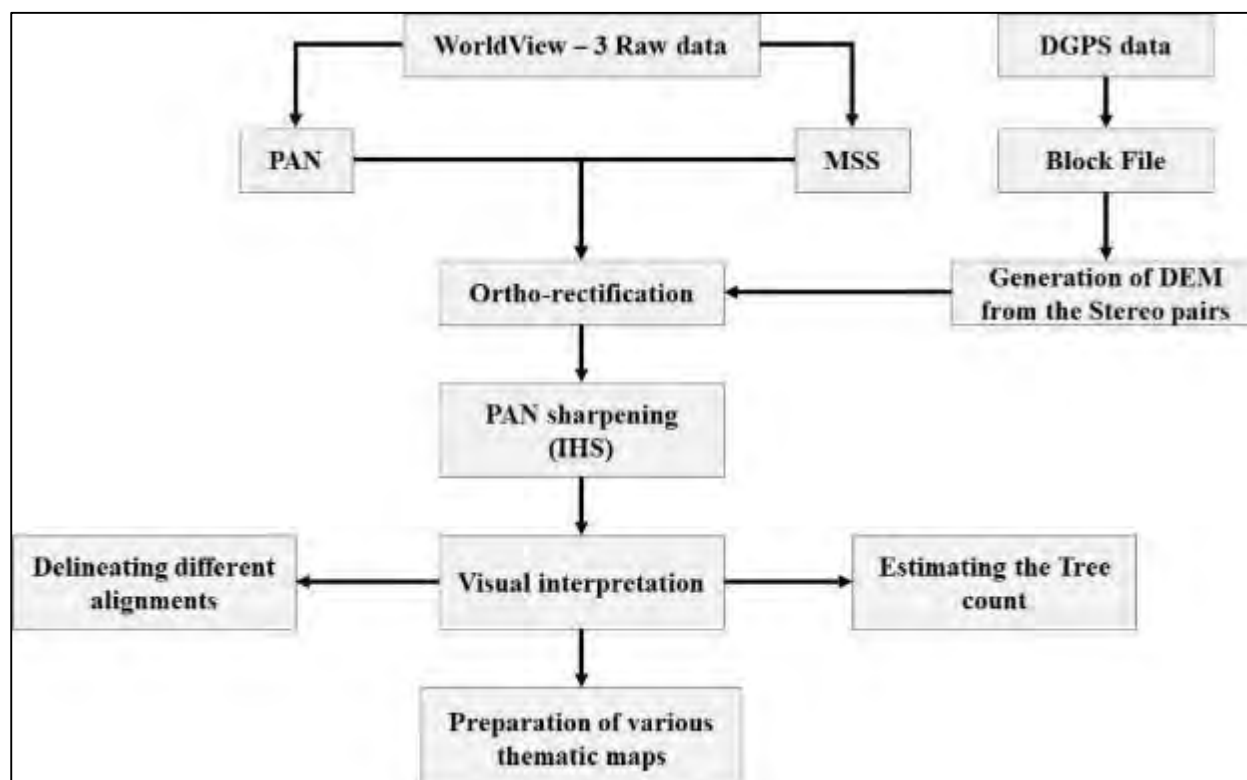 WorldView – 3 Raw data
DGPS data
PAN
MSS
Block File
Ortho-rectification
Generation of DEM
from the Stereo pairs
PAN sharpening
(IHS)
Delineating different
alignments
Visual interpretation
Estimating the Tree
count
Preparation of various
thematic maps